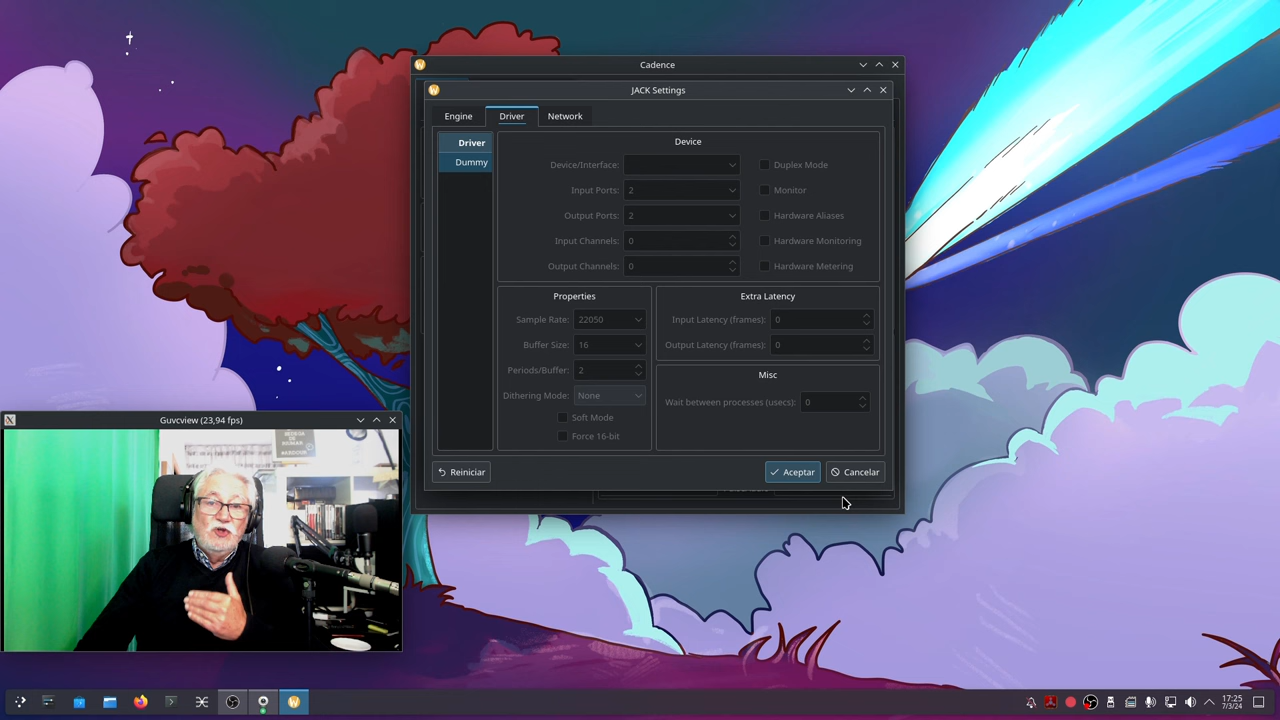 Cadence
JACK Settings
Engine Driver Network
Driver
Dummy
Device
Device/Interface:
Duplex Mode
Input Ports: 2
Monitor
Output Ports: 2
Hardware Aliases
Input Channels: 0
Hardware Monitoring
Output Channels: 0
Hardware Metering
Properties
Sample Rate: 22050
Buffer Size: 16
Periods/Buffer: 2
Dithering Mode: None
Soft Mode
Force 16-bit
Extra Latency
Input Latency (frames): 0
Output Latency (frames): 0
Misc
Wait between processes (usecs): 0
Reiniciar
Aceptar
Cancelar
Guvcview (23,94 fps)
17:25
7/3/24